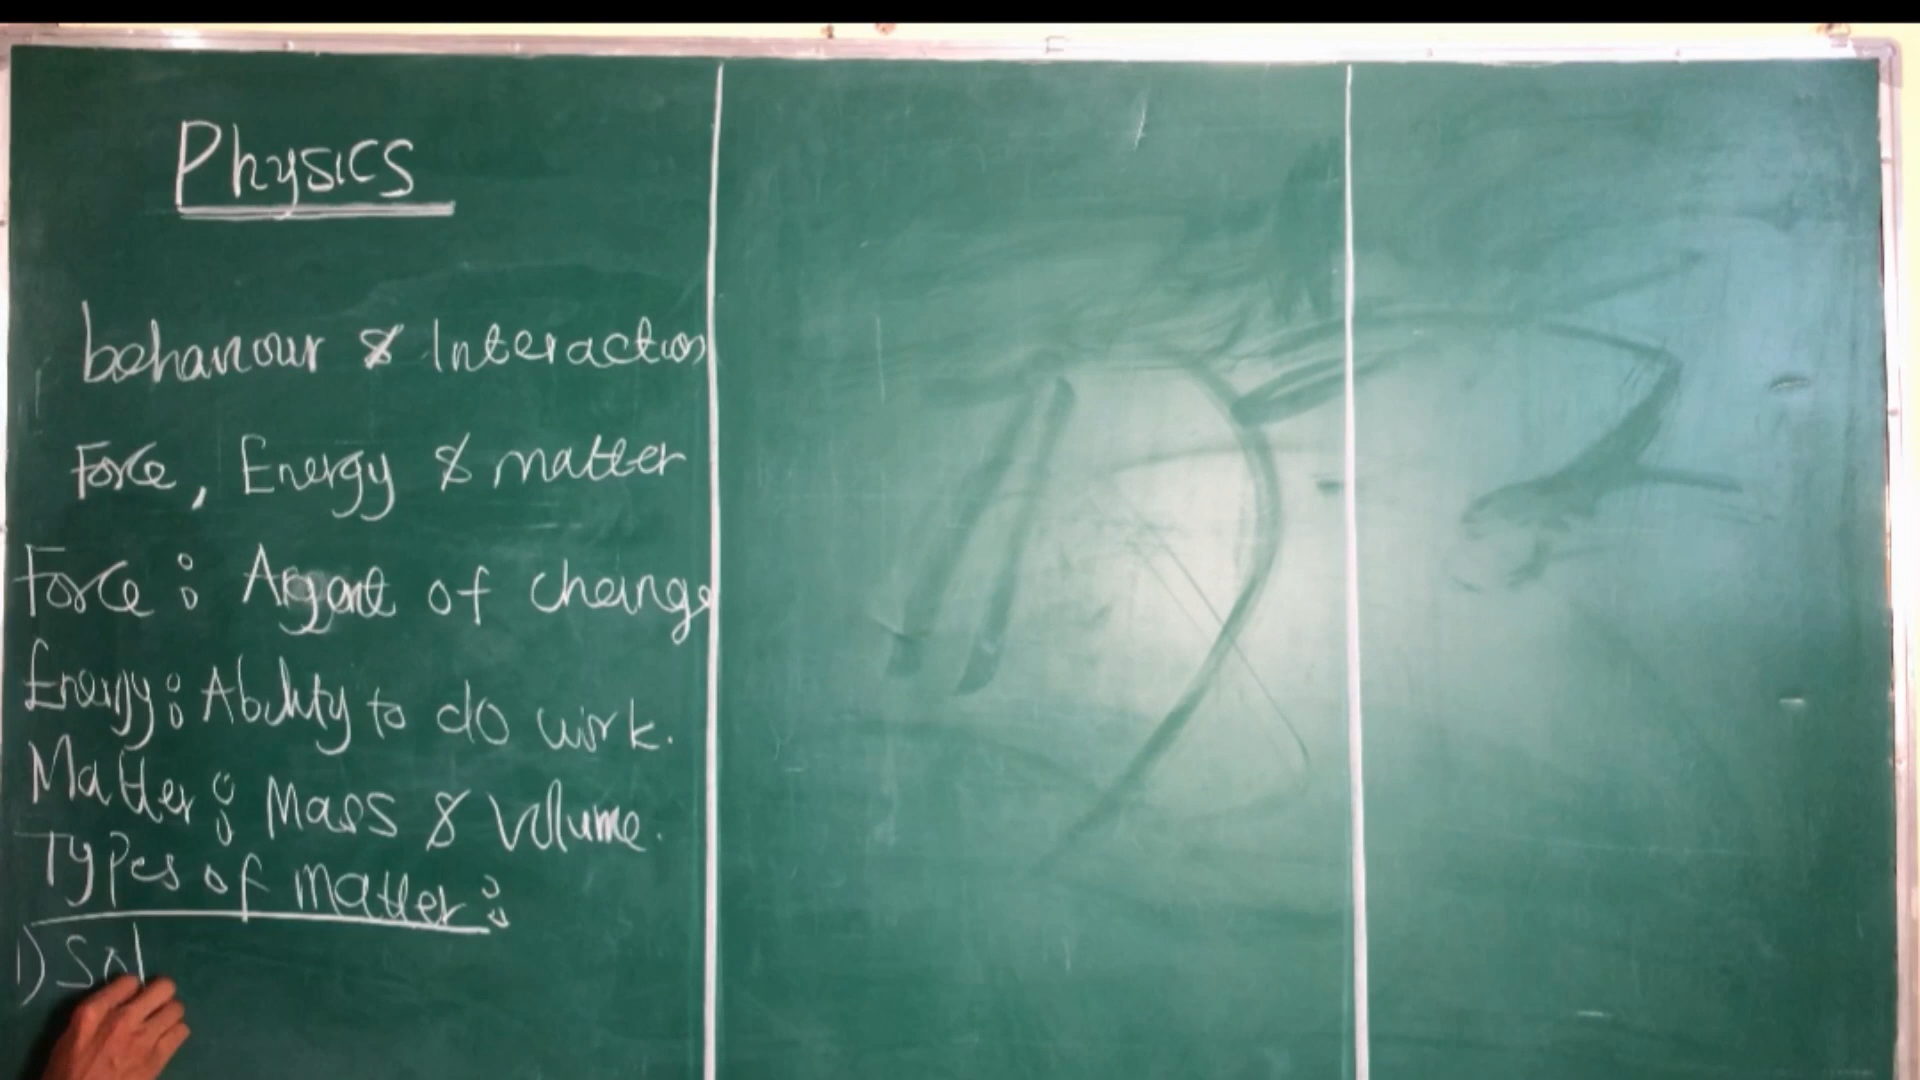 Physics
behaviour & Interaction
Force, Energy & matter
Force: Agent of change
Energy: Ability to do work.
Matter: Mass & Volume.
Types of matter:
1) Sol